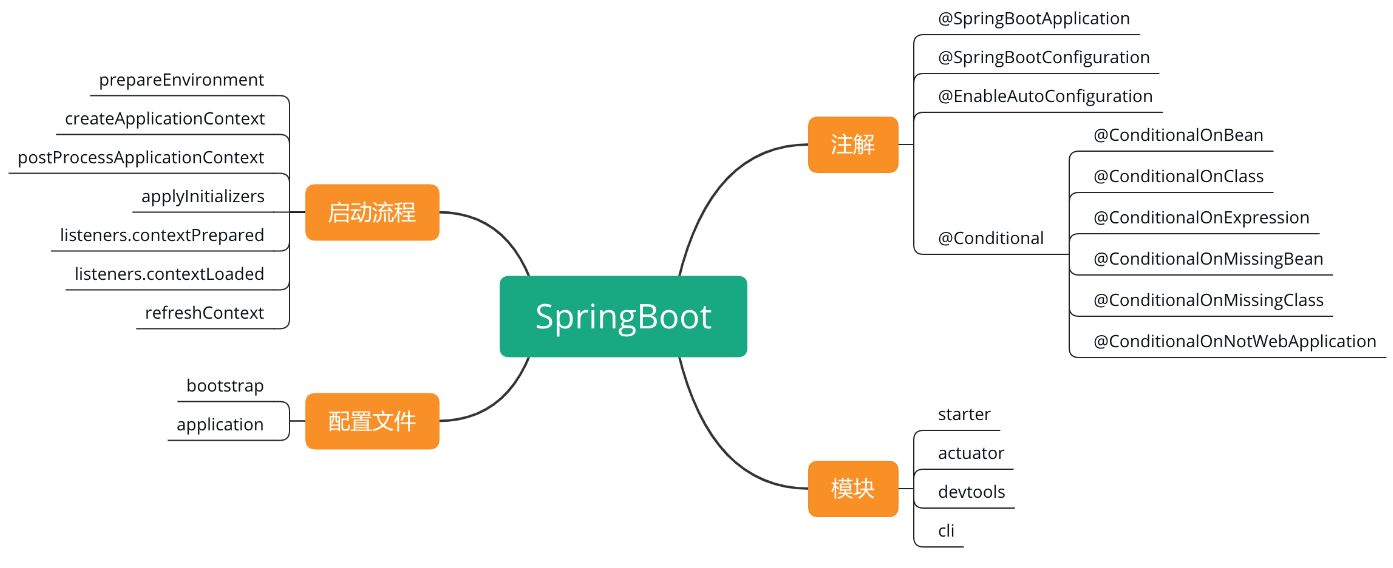 SpringBoot
注解
@SpringBootApplication
@SpringBootConfiguration
@EnableAutoConfiguration
@Conditional
@ConditionalOnBean
@ConditionalOnClass
@ConditionalOnExpression
@ConditionalOnMissingBean
@ConditionalOnMissingClass
@ConditionalOnNotWebApplication
模块
starter
actuator
devtools
cli
启动流程
prepareEnvironment
createApplicationContext
postProcessApplicationContext
applyInitializers
listeners.contextPrepared
listeners.contextLoaded
refreshContext
配置文件
bootstrap
application